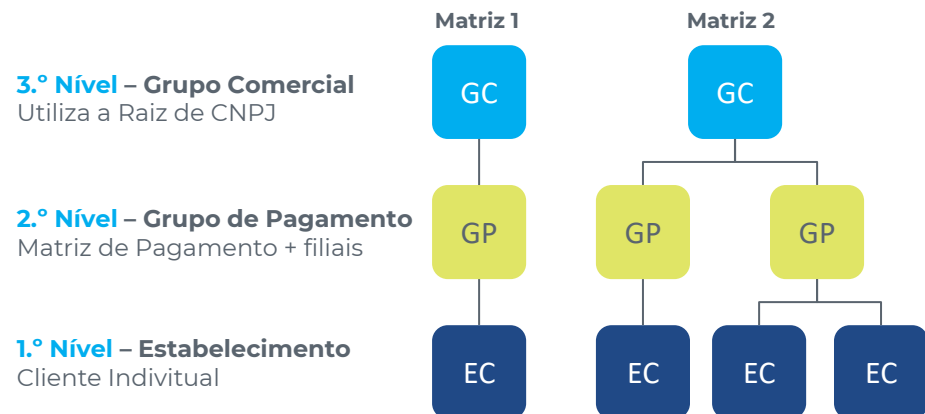 Matriz 1
Matriz 2
3.º Nível – Grupo Comercial
Utiliza a Raiz de CNPJ
GC
GC
2.º Nível – Grupo de Pagamento
Matriz de Pagamento + filiais
GP
GP
GP
1.º Nível – Estabelecimento
Cliente Indivitual
EC
EC
EC
EC